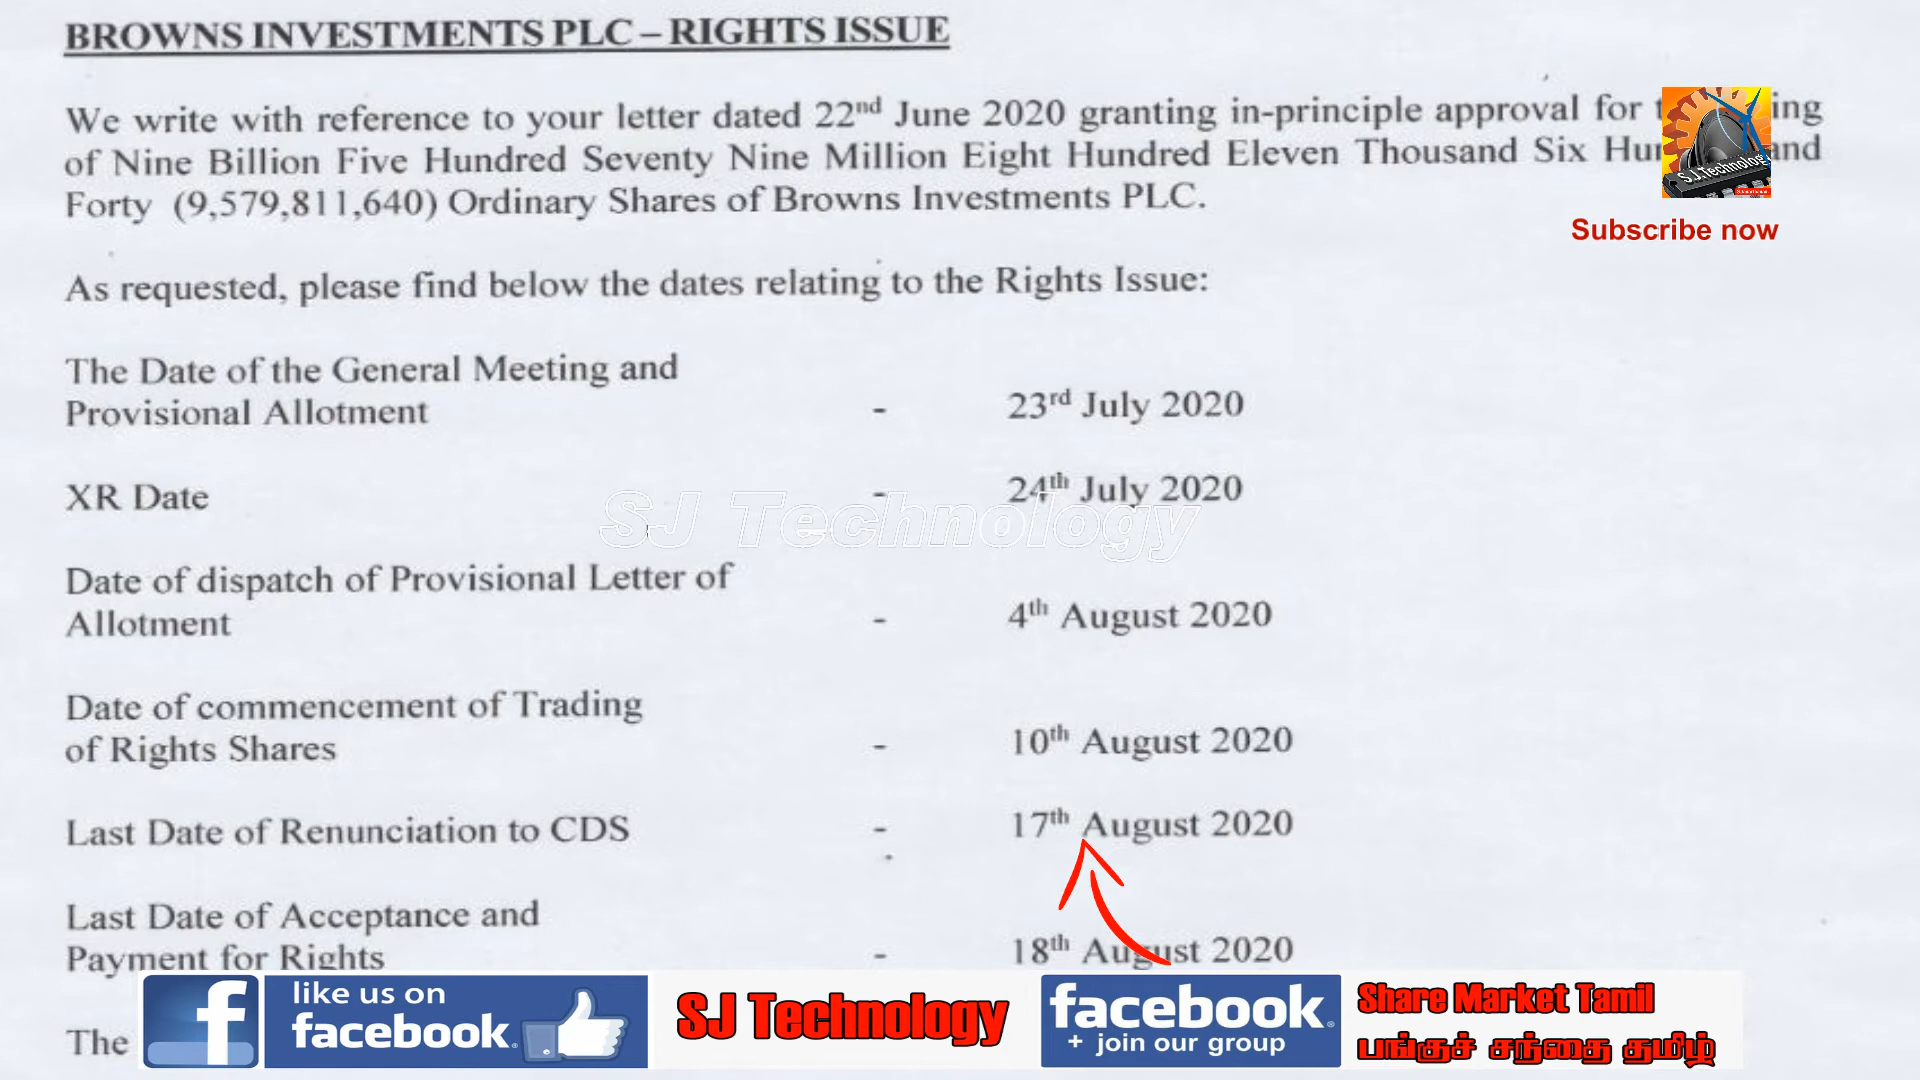 BROWNS INVESTMENTS PLC – RIGHTS ISSUE
We write with reference to your letter dated 22nd June 2020 granting in-principle approval for ing
of Nine Billion Five Hundred Seventy Nine Million Eight Hundred Eleven Thousand Six Hu and
Forty (9,579,811,640) Ordinary Shares of Browns Investments PLC.
S.J.Technolog
Subscribe now
As requested, please find below the dates relating to the Rights Issue:
The Date of the General Meeting and
Provisional Allotment - 23rd July 2020
XR Date - 24th July 2020
SJ Technology
Date of dispatch of Provisional Letter of
Allotment - 4th August 2020
Date of commencement of Trading
of Rights Shares - 10th August 2020
Last Date of Renunciation to CDS - 17th August 2020
Last Date of Acceptance and
Payment for Rights - 18th August 2020
The
f like us on
facebook.
SJ Technology
facebook.
+ join our group
Share Market Tamil
பங்குச் சந்தை தமிழ்